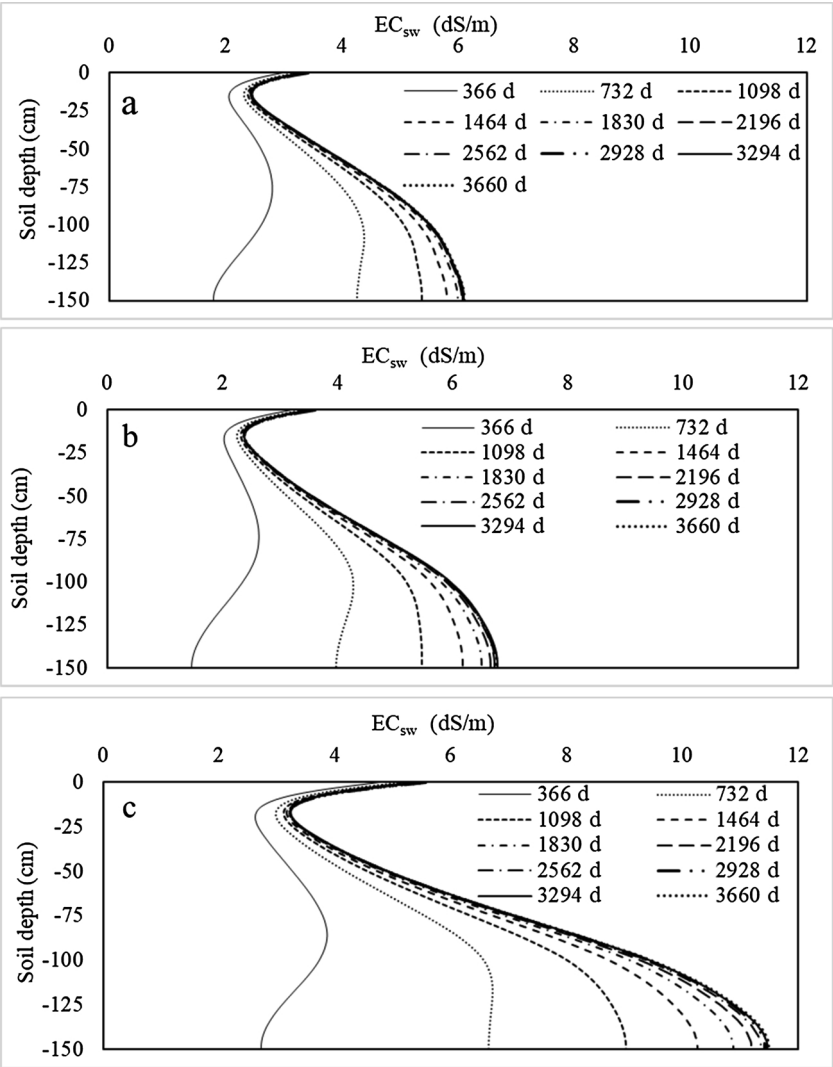 ECsw (dS/m)
0 2 4 6 8 10 12
0
-25
-50
-75
-100
-125
-150
Soil depth (cm)
a
366 d 732 d 1098 d
1464 d 1830 d 2196 d
2562 d 2928 d 3294 d
3660 d
ECsw (dS/m)
0 2 4 6 8 10 12
0
-25
-50
-75
-100
-125
-150
Soil depth (cm)
b
366 d 732 d
1098 d 1464 d
1830 d 2196 d
2562 d 2928 d
3294 d 3660 d
ECsw (dS/m)
0 2 4 6 8 10 12
0
-25
-50
-75
-100
-125
-150
Soil depth (cm)
c
366 d 732 d
1098 d 1464 d
1830 d 2196 d
2562 d 2928 d
3294 d 3660 d